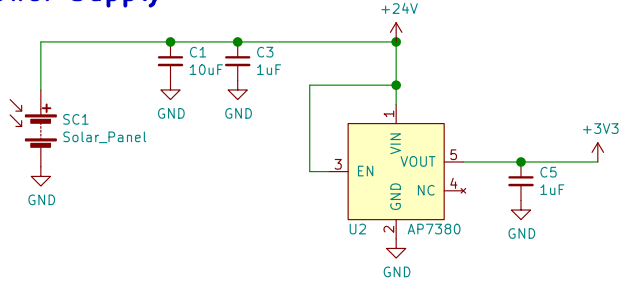 Supply
+24V
C1
10uF
C3
1uF
GND
GND
SC1
Solar_Panel
GND
1
VIN
3
EN
VOUT
5
NC
4
GND
2
U2
AP7380
GND
+3V3
C5
1uF
GND